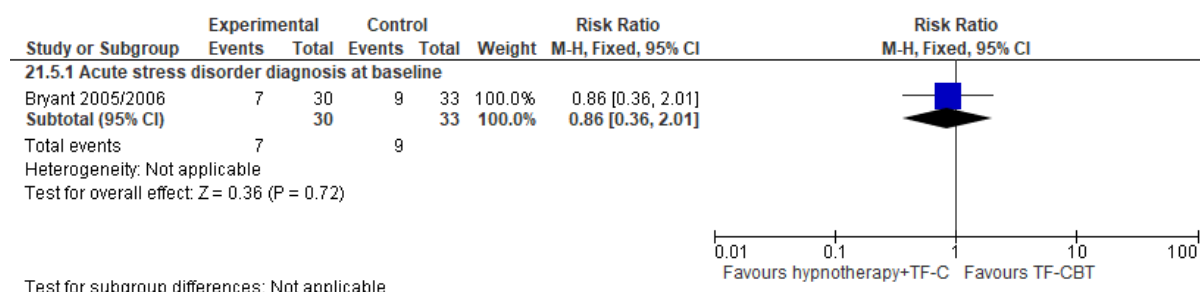 Experimental Control Risk Ratio Risk Ratio
Study or Subgroup Events Total Events Total Weight M-H, Fixed, 95% CI M-H, Fixed, 95% CI
21.5.1 Acute stress disorder diagnosis at baseline
Bryant 2005/2006 7 30 9 33 100.0% 0.86 [0.36, 2.01]
Subtotal (95% CI) 30 33 100.0% 0.86 [0.36, 2.01]
Total events 7 9
Heterogeneity: Not applicable
Test for overall effect: Z = 0.36 (P = 0.72)
0.01 0.1 1 10 100
Favours hypnotherapy+TF-C Favours TF-CBT
Test for subgroup differences: Not applicable